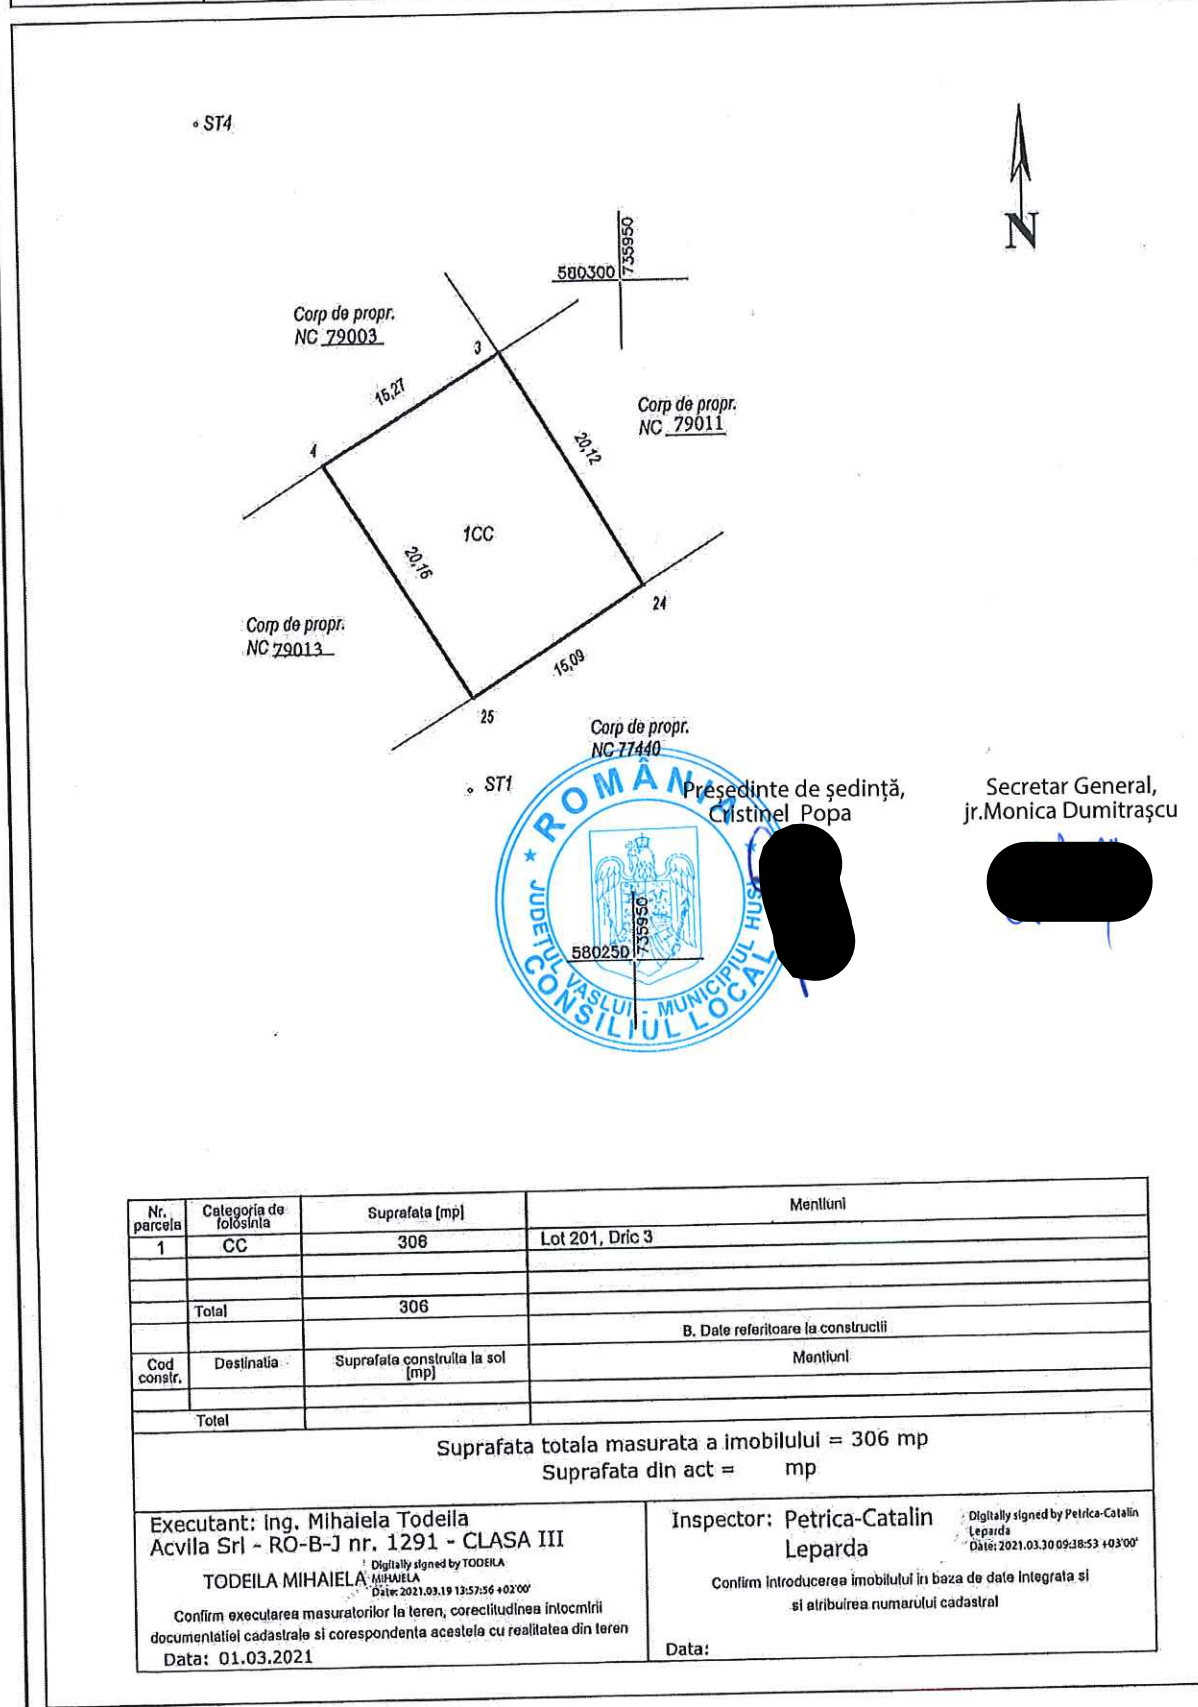 ST4
N
735950
580300
Corp de propr.
NC 79003
3
15,27
Corp de propr.
NC 79011
4
20,12
1CC
20,16
24
Corp de propr.
NC 79013
15,09
25
Corp de propr.
NC 77440
ST1
ROMÂNIA
Președinte de ședință,
Cristinel Popa
Secretar General,
jr.Monica Dumitrașcu
735950
580250
JUDEȚUL VASLUI - MUNICIPIUL HUȘI
CONSILIUL LOCAL
Nr. parcela Categoria de folosinta Suprafata [mp] Mentiuni
1 CC 306 Lot 201, Dric 3
Total 306
B. Date referitoare la constructii
Cod constr. Destinatia Suprafata construita la sol [mp] Mentiuni
Total
Suprafata totala masurata a imobilului = 306 mp
Suprafata din act = mp
Executant: Ing. Mihaiela Todeila
Acvila Srl - RO-B-J nr. 1291 - CLASA III
TODEILA MIHAIELA
Digitally signed by TODEILA
MIHAIELA
Date: 2021.03.19 13:57:56 +02'00'
Confirm executarea masuratorilor la teren, corectitudinea intocmirii
documentatiei cadastrale si corespondenta acesteia cu realitatea din teren
Data: 01.03.2021
Inspector: Petrica-Catalin
Leparda
Digitally signed by Petrica-Catalin
Leparda
Date: 2021.03.30 09:38:53 +03'00'
Confirm introducerea imobilului in baza de date integrata si
si atribuirea numarului cadastral
Data: